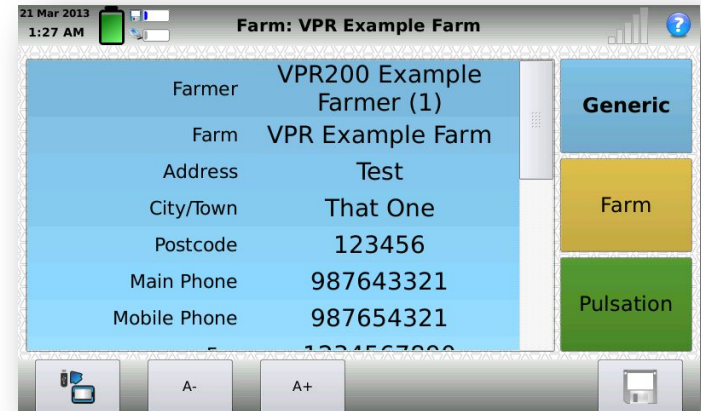 21 Mar 2013
1:27 AM
Farm: VPR Example Farm
?
Farmer VPR200 Example
Farmer (1)
Farm VPR Example Farm
Address Test
City/Town That One
Postcode 123456
Main Phone 987643321
Mobile Phone 987654321
1234567890
Generic
Farm
Pulsation
A-
A+